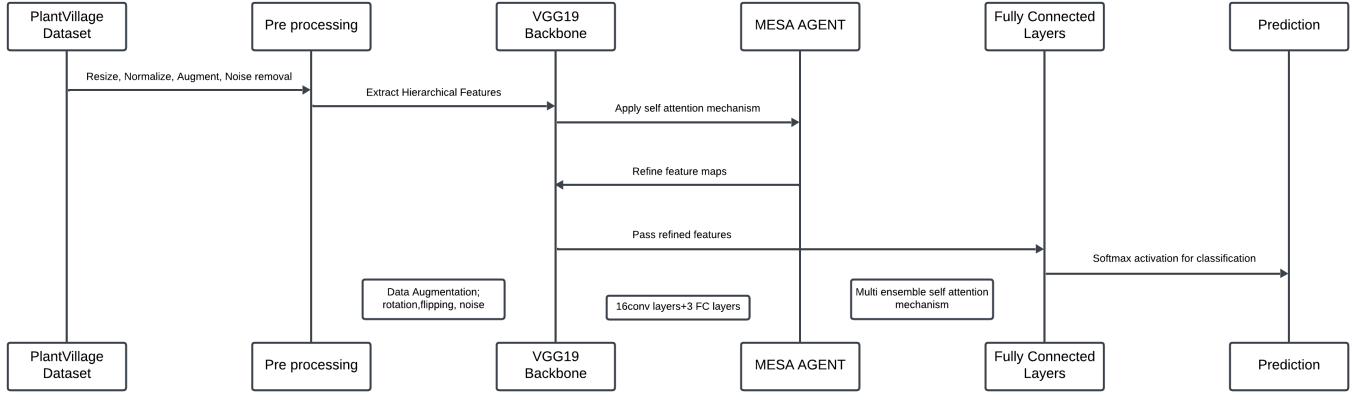 PlantVillage
Dataset
Pre processing
VGG19
Backbone
MESA AGENT
Fully Connected
Layers
Prediction
Resize, Normalize, Augment, Noise removal
Extract Hierarchical Features
Apply self attention mechanism
Refine feature maps
Pass refined features
Softmax activation for classification
Data Augmentation;
rotation,flipping, noise
16conv layers+3 FC layers
Multi ensemble self attention
mechanism
PlantVillage
Dataset
Pre processing
VGG19
Backbone
MESA AGENT
Fully Connected
Layers
Prediction